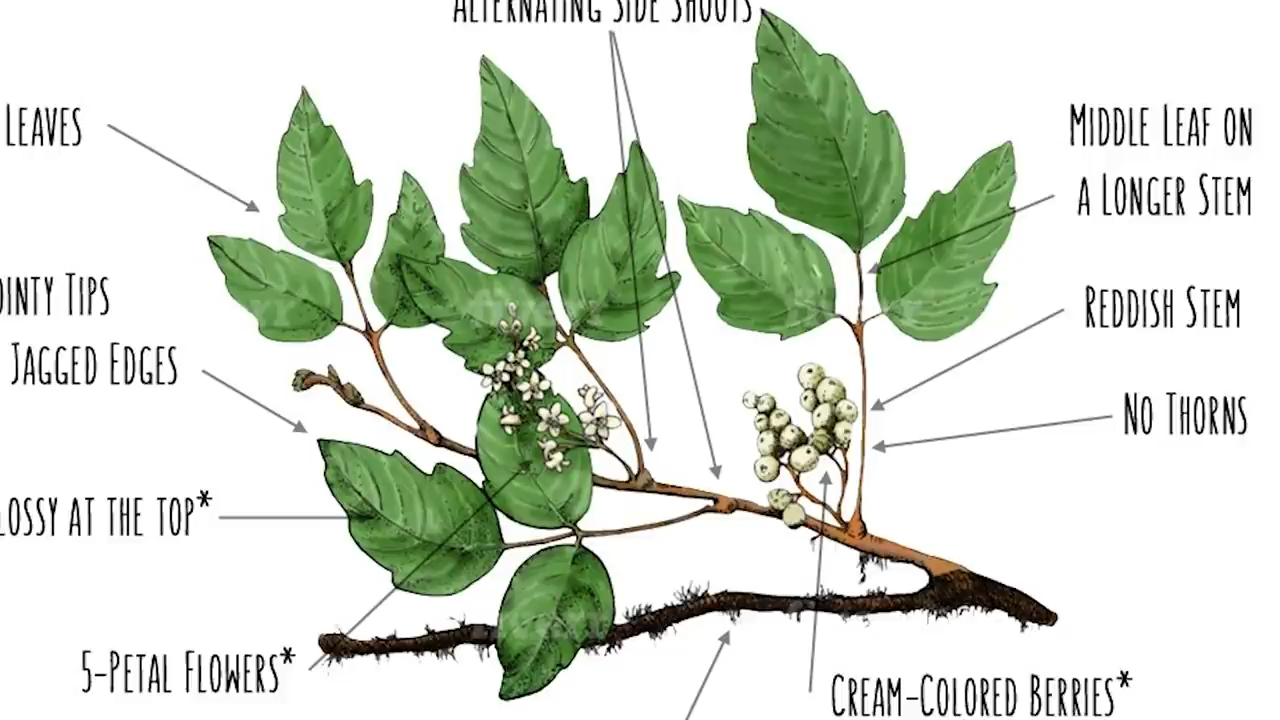 ALTERNATING SIDE SHOOTS
LEAVES
MIDDLE LEAF ON
A LONGER STEM
REDDISH STEM
JAGGED EDGES
TIPS
NO THORNS
AT THE TOP*
5-PETAL FLOWERS*
CREAM-COLORED BERRIES*